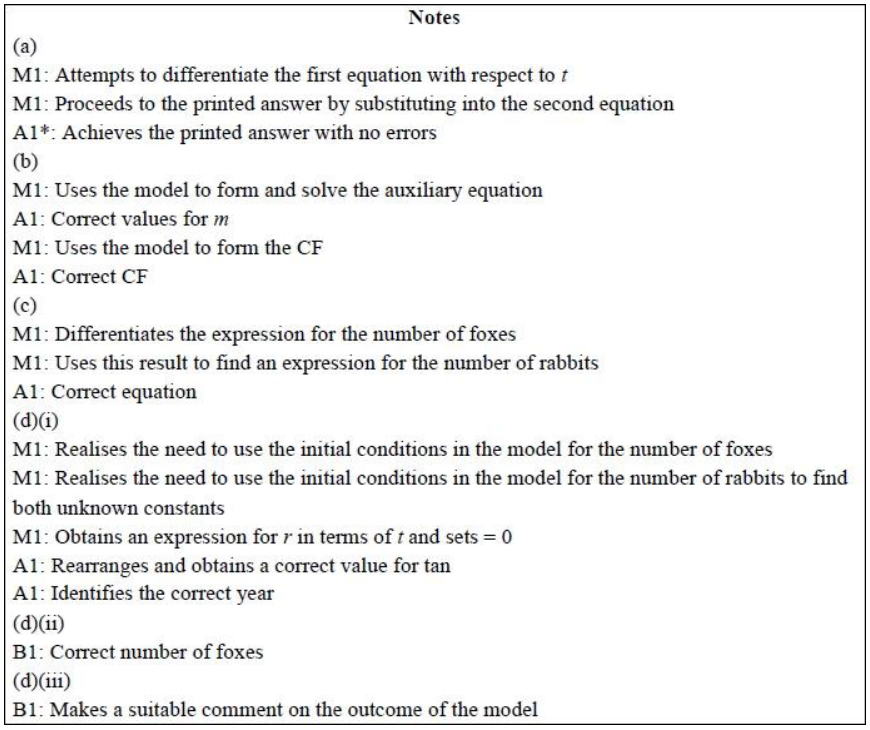 Notes
(a)
M1: Attempts to differentiate the first equation with respect to t
M1: Proceeds to the printed answer by substituting into the second equation
A1*: Achieves the printed answer with no errors
(b)
M1: Uses the model to form and solve the auxiliary equation
A1: Correct values for m
M1: Uses the model to form the CF
A1: Correct CF
(c)
M1: Differentiates the expression for the number of foxes
M1: Uses this result to find an expression for the number of rabbits
A1: Correct equation
(d)(i)
M1: Realises the need to use the initial conditions in the model for the number of foxes
M1: Realises the need to use the initial conditions in the model for the number of rabbits to find
both unknown constants
M1: Obtains an expression for r in terms of t and sets = 0
A1: Rearranges and obtains a correct value for tan
A1: Identifies the correct year
(d)(ii)
B1: Correct number of foxes
(d)(iii)
B1: Makes a suitable comment on the outcome of the model